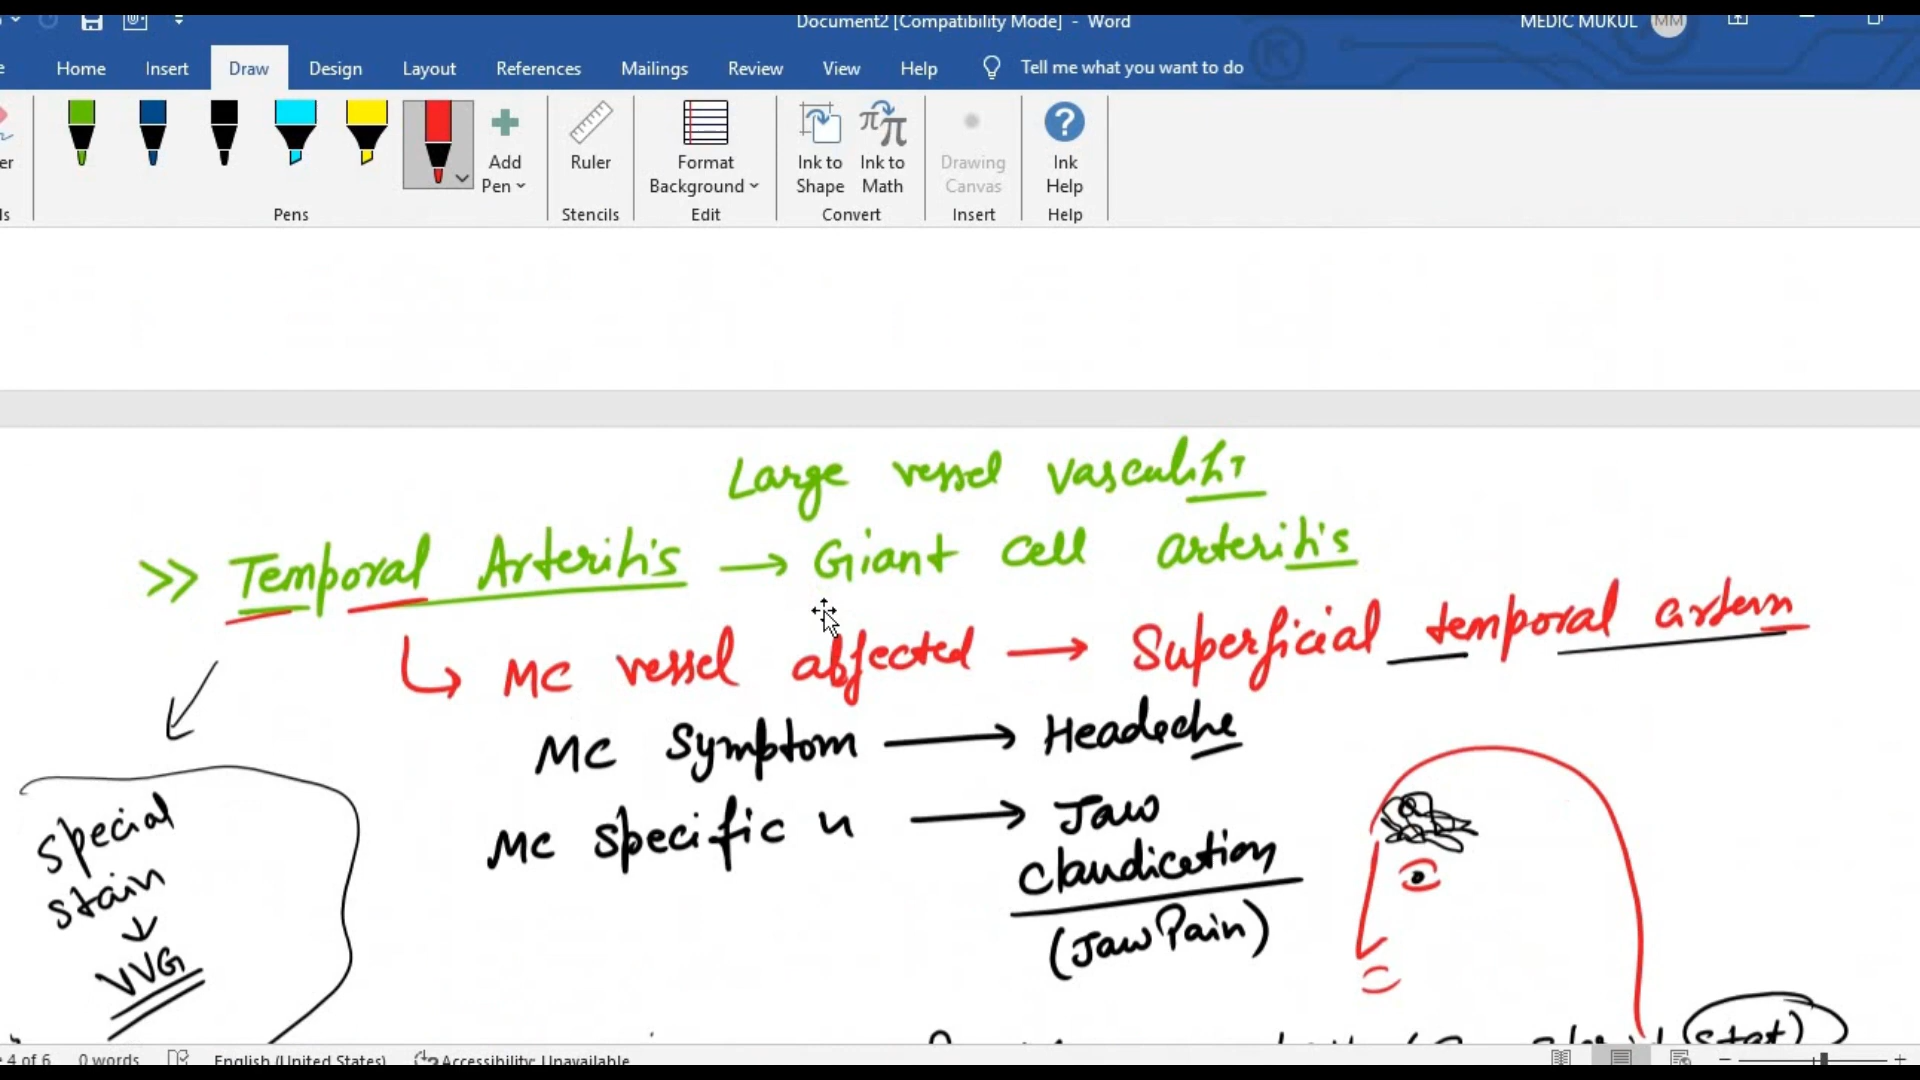 Document2 [Compatibility Mode] - Word
MEDIC MUKUL MM
Home Insert Draw Design Layout References Mailings Review View Help Tell me what you want to do
Add Pen
Ruler
Format Background
Ink to Shape
Ink to Math
Drawing Canvas
Ink Help
Pens Stencils Edit Convert Insert Help
Large vessel vasculitis
>> Temporal Arteritis → Giant cell arteritis
↳ MC vessel affected → Superficial temporal artery
MC Symptom → Headache
MC Specific " → Jaw
claudication
(Jaw Pain)
special
stain
↓
VVG
(stat)
4 of 6 0 words English (United States) Accessibility: Unavailable